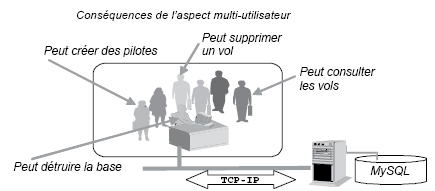 Conséquences de l'aspect multi-utilisateur
Peut supprimer
un vol
Peut créer des pilotes
Peut consulter
les vols
Peut détruire la base
TCP-IP
MySQL